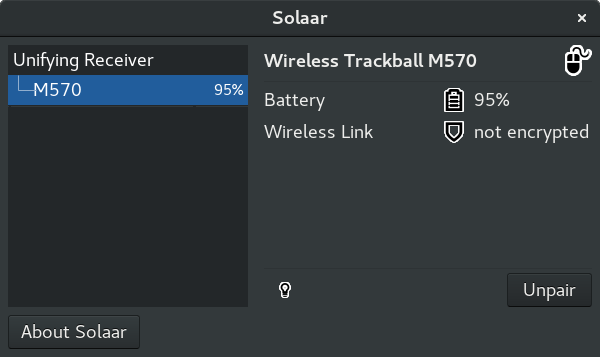 Solaar
Unifying Receiver
M570 95%
Wireless Trackball M570
Battery 95%
Wireless Link not encrypted
Unpair
About Solaar